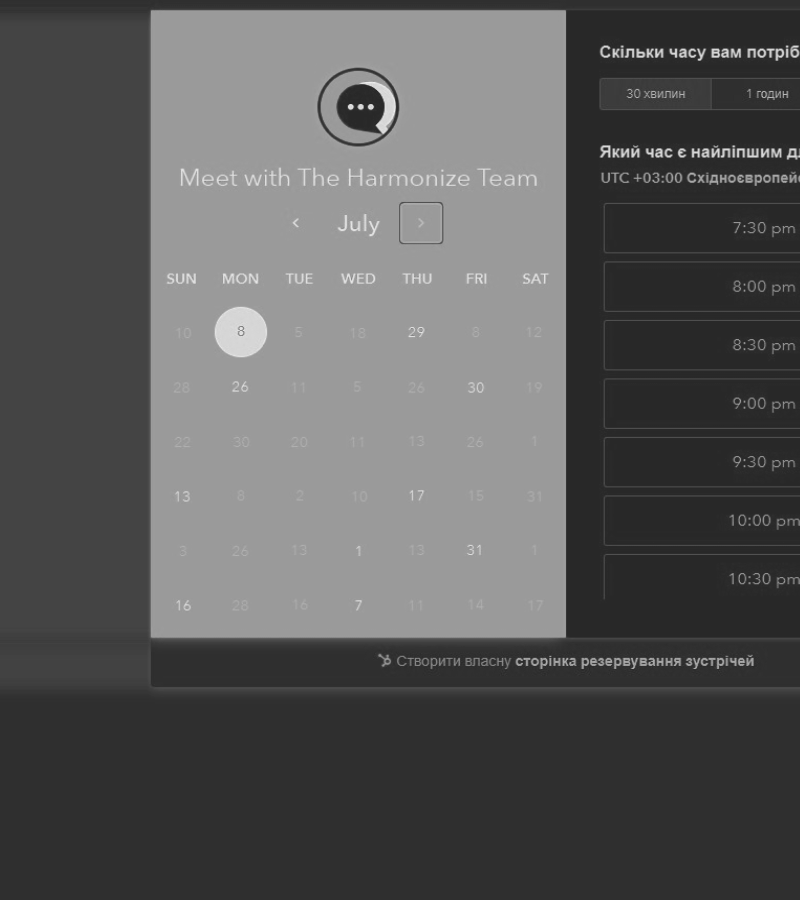 Meet with The Harmonize Team
July
SUN MON TUE WED THU FRI SAT
10 8 5 18 29 8 12
28 26 11 5 26 30 19
22 30 20 11 13 26 1
13 8 2 10 17 15 31
3 26 13 1 13 31 1
16 28 16 7 11 14 17
Скільки часу вам
30 хвилин 1 годин
Який час є найліпшим
UTC +03:00
7:30 pm
8:00 pm
8:30 pm
9:00 pm
9:30 pm
10:00 pm
10:30 pm
Створити власну сторінка резервування зустрічей